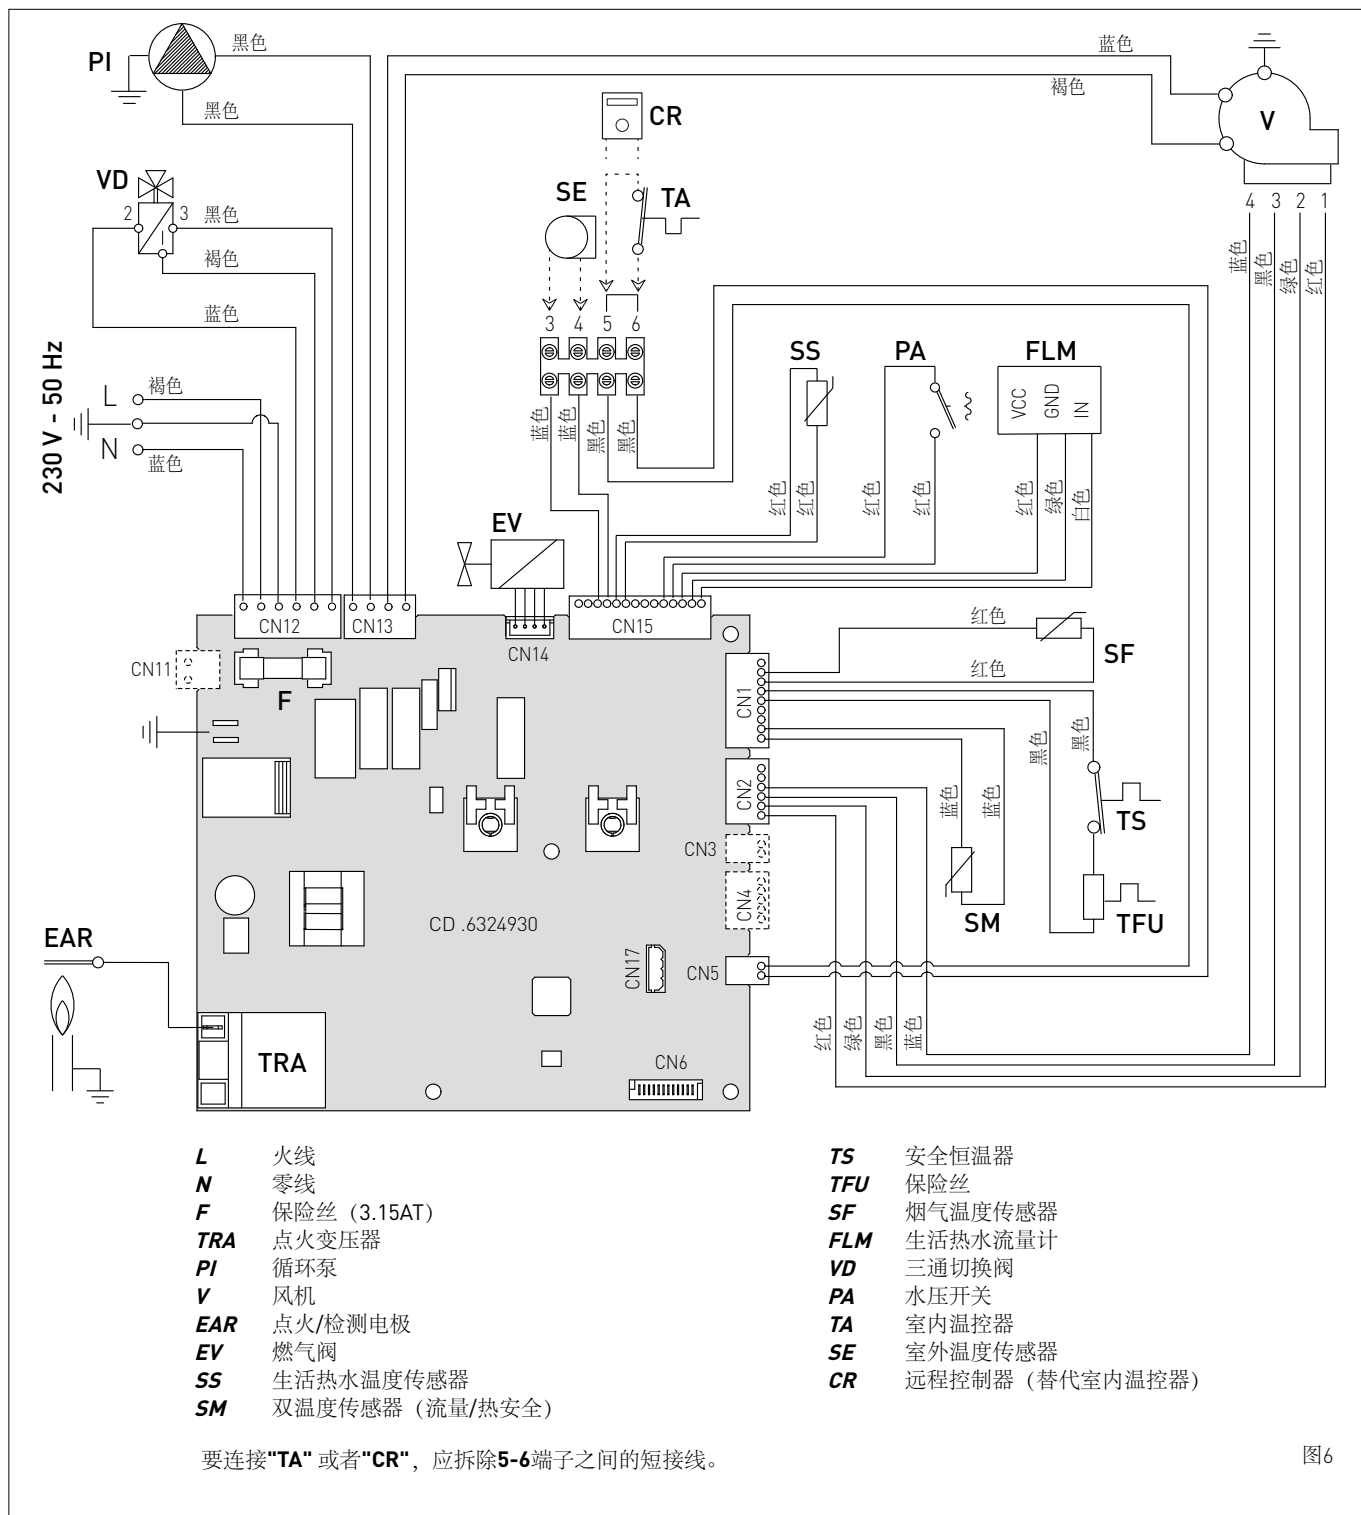 PI
黑色
黑色
蓝色
褐色
V
4 3 2 1
蓝色
黑色
绿色
红色
CR
SE
TA
VD
2
3
黑色
褐色
蓝色
3 4 5 6
蓝色
蓝色
黑色
黑色
230 V - 50 Hz
L
褐色
N
蓝色
SS
红色
红色
PA
红色
红色
FLM
VCC
GND
IN
红色
绿色
白色
EV
CN12
CN13
CN14
CN15
CN11
F
红色
红色
SF
CN1
黑色
黑色
CN2
蓝色
蓝色
TS
CN3
CN4
SM
TFU
CD .6324930
EAR
CN17
CN5
红色
绿色
黑色
蓝色
TRA
CN6
L 火线
N 零线
F 保险丝（3.15AT）
TRA 点火变压器
PI 循环泵
V 风机
EAR 点火/检测电极
EV 燃气阀
SS 生活热水温度传感器
SM 双温度传感器（流量/热安全）
TS 安全恒温器
TFU 保险丝
SF 烟气温度传感器
FLM 生活热水流量计
VD 三通切换阀
PA 水压开关
TA 室内温控器
SE 室外温度传感器
CR 远程控制器（替代室内温控器）
要连接"TA" 或者"CR"，应拆除5-6端子之间的短接线。
图6